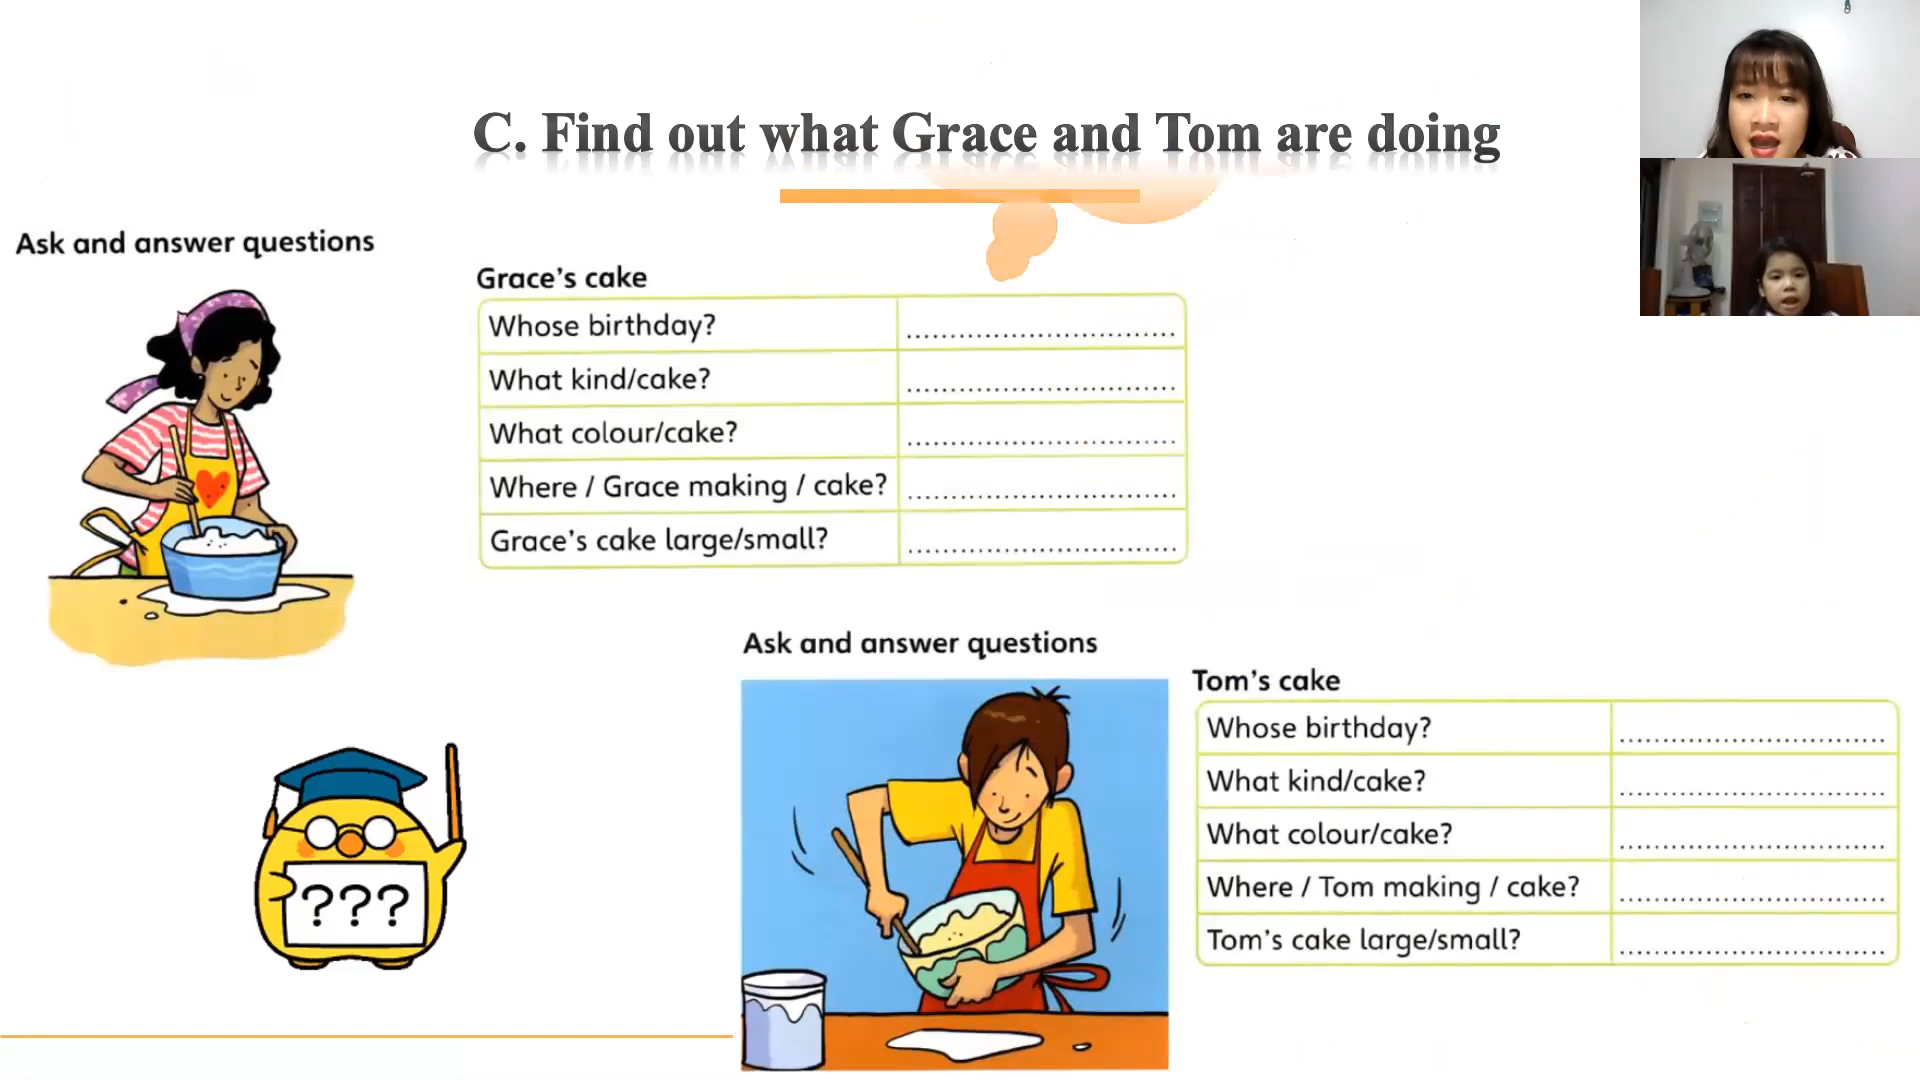 C. Find out what Grace and Tom are doing
Ask and answer questions
Grace's cake
Whose birthday? ..............................
What kind/cake? ..............................
What colour/cake? ..............................
Where / Grace making / cake? ..............................
Grace's cake large/small? ..............................
???
Ask and answer questions
Tom's cake
Whose birthday? ..............................
What kind/cake? ..............................
What colour/cake? ..............................
Where / Tom making / cake? ..............................
Tom's cake large/small? ..............................